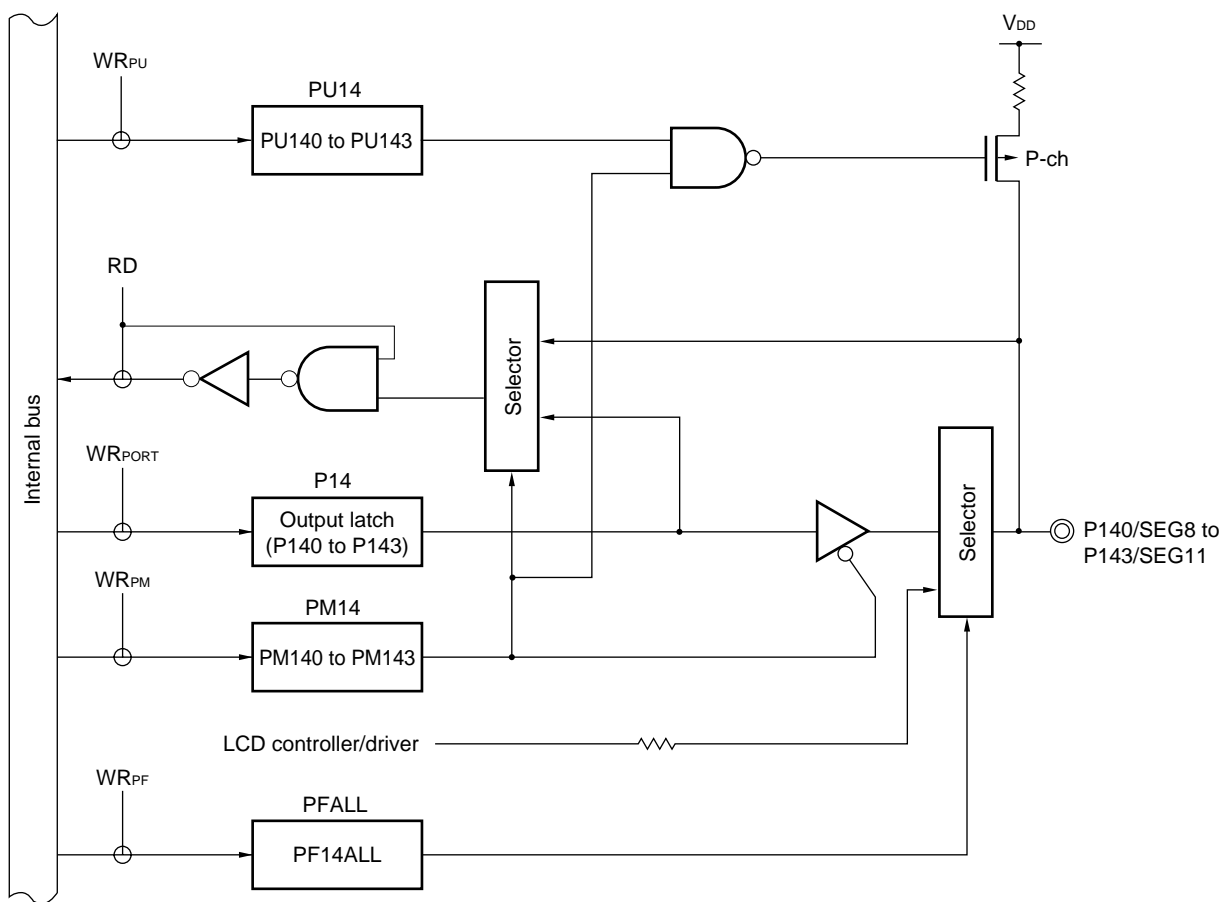 VDD
WRPU
PU14
PU140 to PU143
P-ch
RD
Selector
Internal bus
WRPORT
P14
Output latch
(P140 to P143)
Selector
P140/SEG8 to
P143/SEG11
WRPM
PM14
PM140 to PM143
LCD controller/driver
WRPF
PFALL
PF14ALL